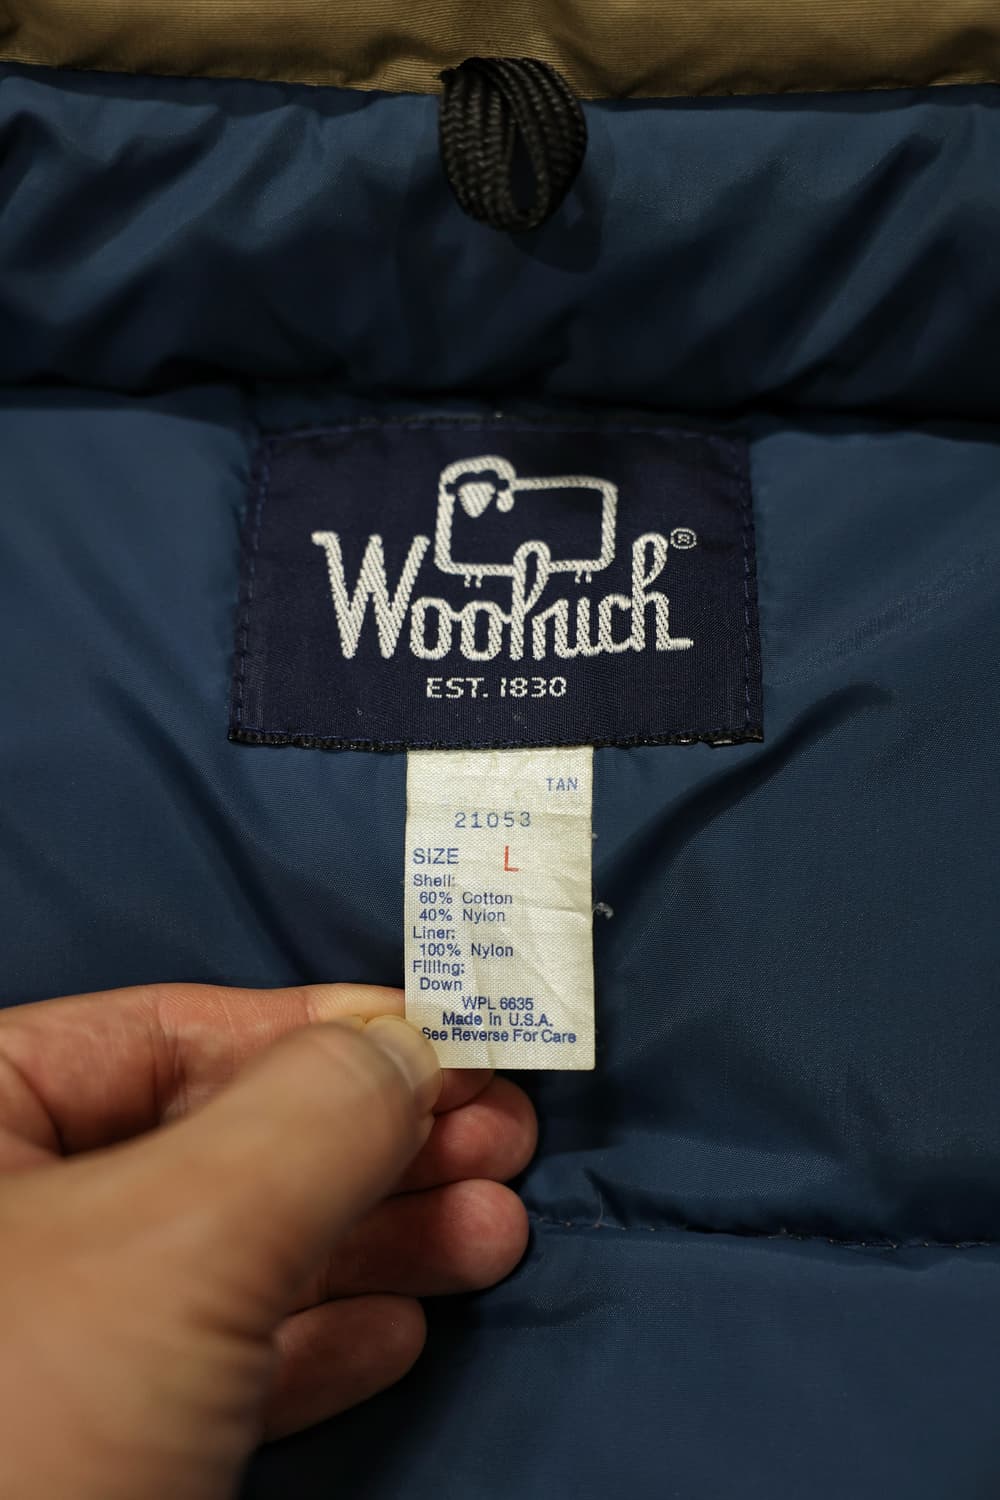 Woolrich ®
EST. 1830
TAN
21053
SIZE L
Shell:
60% Cotton
40% Nylon
Liner:
100% Nylon
Filling:
Down
WPL 6635
Made in U.S.A.
See Reverse For Care